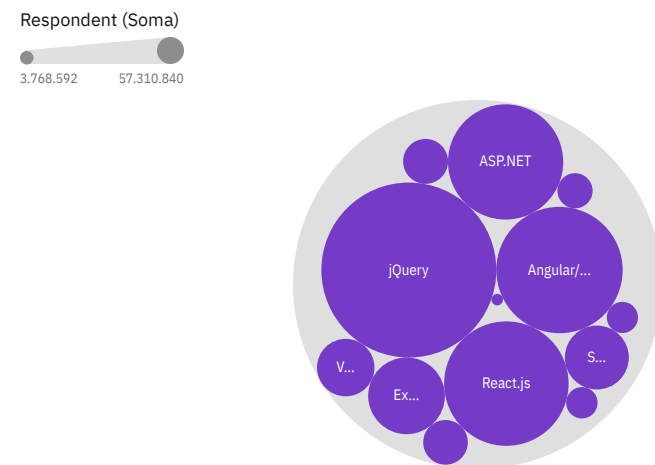 Respondent (Soma)
3.768.592 57.310.840
ASP.NET
jQuery
Angular/...
V...
Ex...
React.js
S...